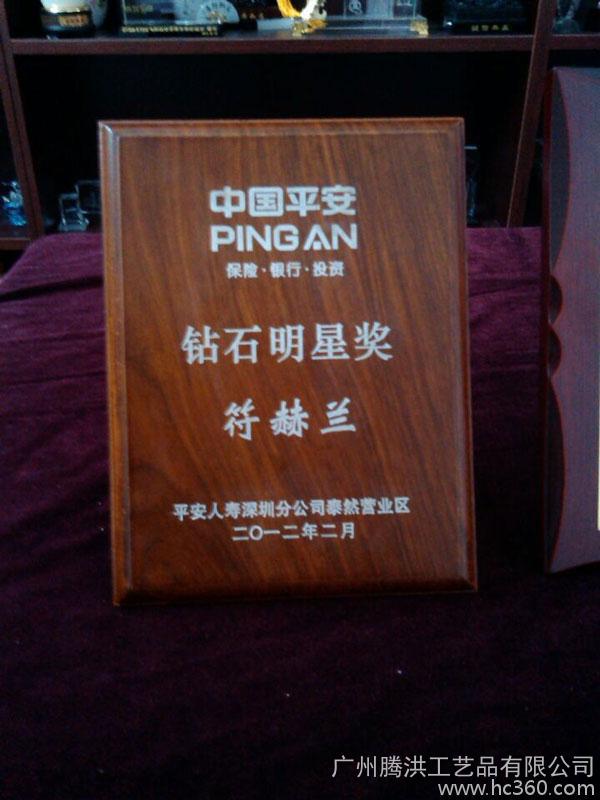 中国平安
PINGAN
保险·银行·投资
钻石明星奖
符赫兰
平安人寿深圳分公司泰然营业区
二〇一二年二月
广州腾洪工艺品有限公司
www.hc360.com